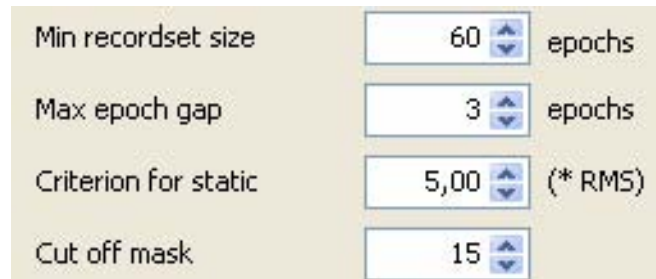 Min recordset size 60 epochs
Max epoch gap 3 epochs
Criterion for static 5,00 (* RMS)
Cut off mask 15